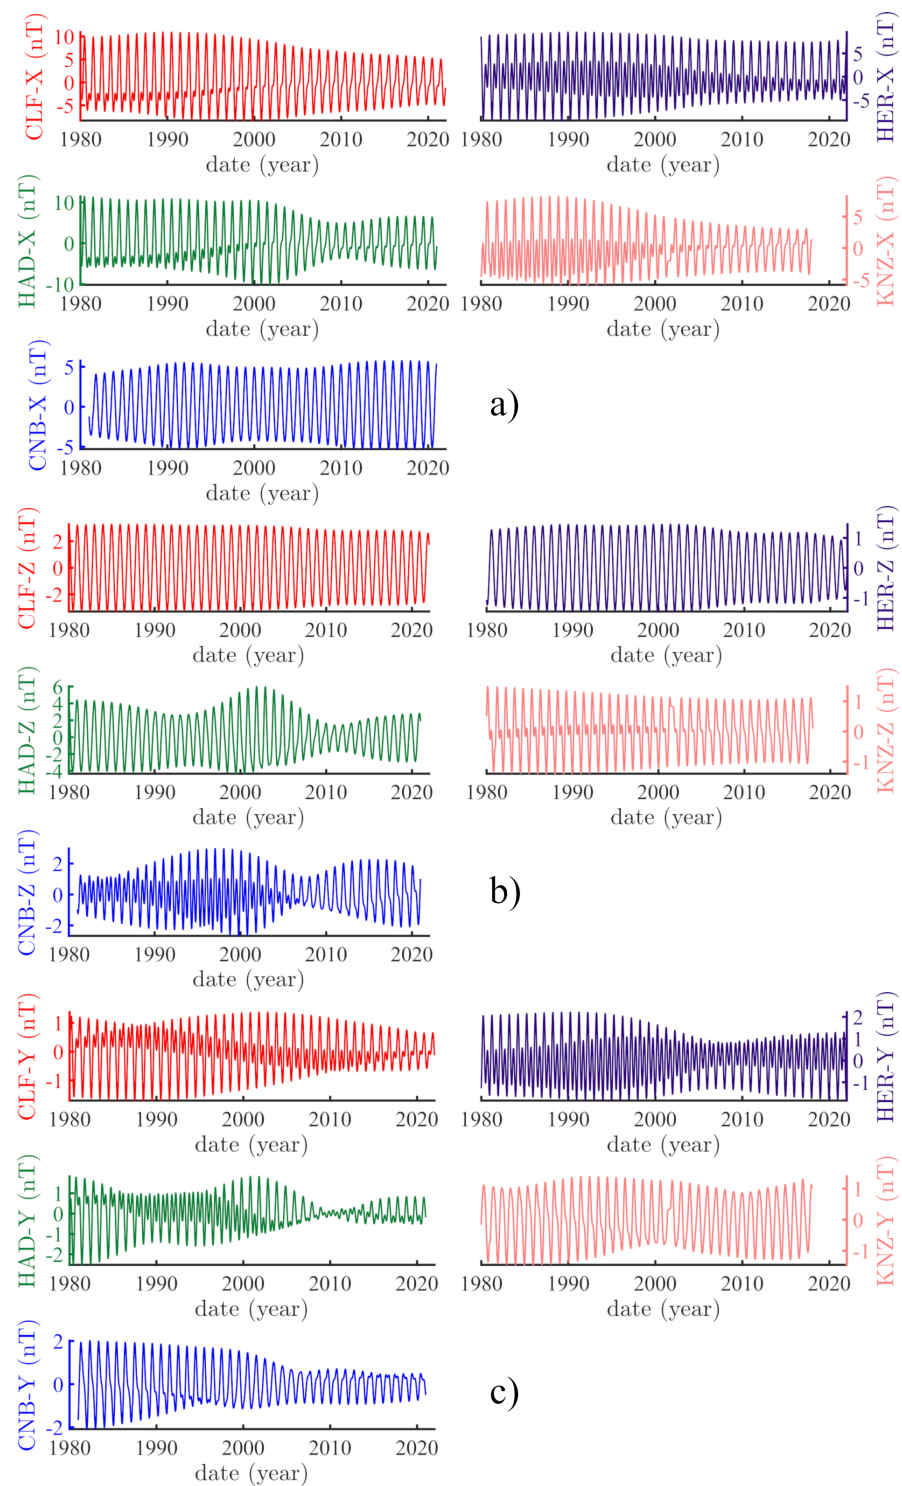 CLF-X (nT)
10
5
0
-5
1980 1990 2000 2010 2020
date (year)
HER-X (nT)
5
0
-5
1980 1990 2000 2010 2020
date (year)
HAD-X (nT)
10
0
-10
1980 1990 2000 2010 2020
date (year)
KNZ-X (nT)
5
0
-5
1980 1990 2000 2010 2020
date (year)
CNB-X (nT)
5
0
-5
1980 1990 2000 2010 2020
date (year)
a)
CLF-Z (nT)
2
0
-2
1980 1990 2000 2010 2020
date (year)
HER-Z (nT)
1
0
-1
1980 1990 2000 2010 2020
date (year)
HAD-Z (nT)
6
4
2
0
-2
-4
1980 1990 2000 2010 2020
date (year)
KNZ-Z (nT)
1
0
-1
1980 1990 2000 2010 2020
date (year)
CNB-Z (nT)
2
0
-2
1980 1990 2000 2010 2020
date (year)
b)
CLF-Y (nT)
1
0
-1
1980 1990 2000 2010 2020
date (year)
HER-Y (nT)
2
1
0
-1
1980 1990 2000 2010 2020
date (year)
HAD-Y (nT)
1
0
-1
-2
1980 1990 2000 2010 2020
date (year)
KNZ-Y (nT)
1
0
-1
1980 1990 2000 2010 2020
date (year)
CNB-Y (nT)
2
0
-2
1980 1990 2000 2010 2020
date (year)
c)